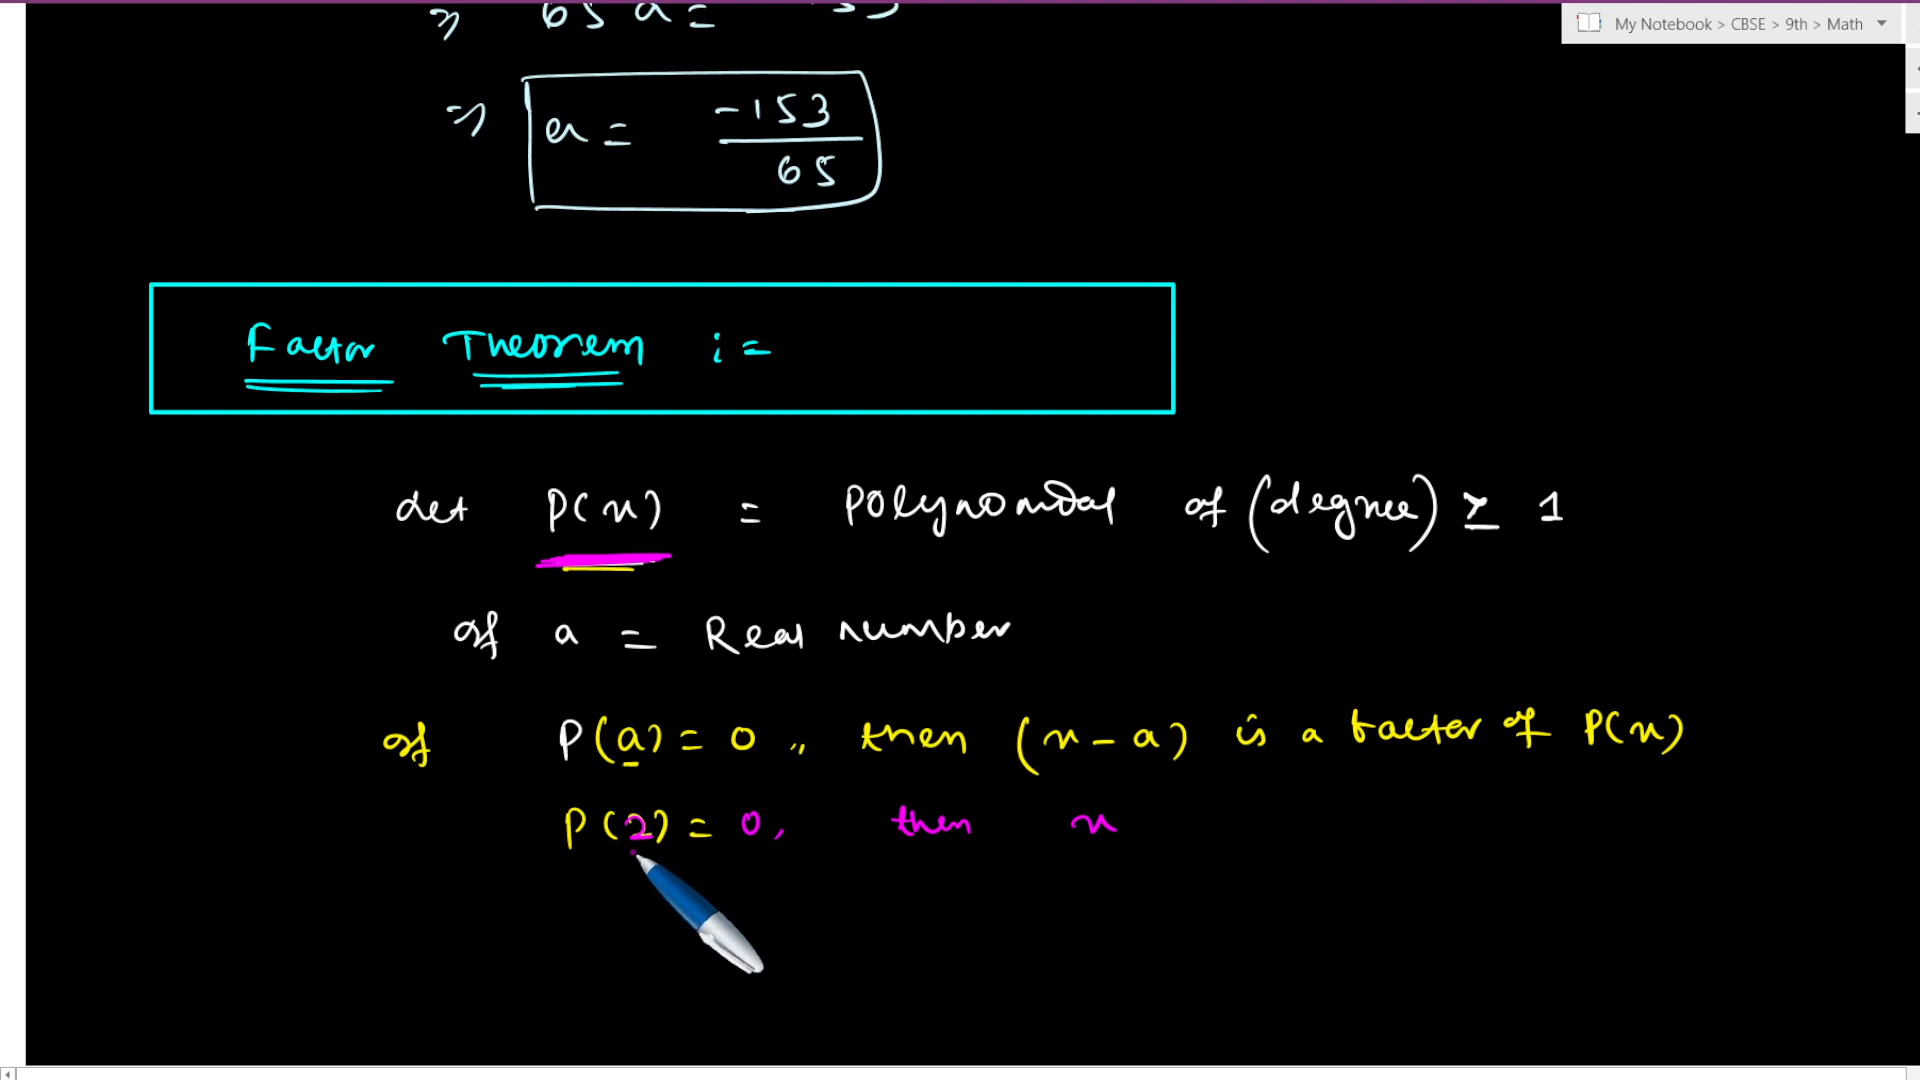 My Notebook > CBSE > 9th > Math
⇒ 65 a =
⇒ a = -153/65
Factor Theorem :-
Let P(x) = Polynomial of (degree) ≥ 1
If a = Real number
If P(a) = 0, then (x - a) is a factor of P(x)
P(2) = 0, then x